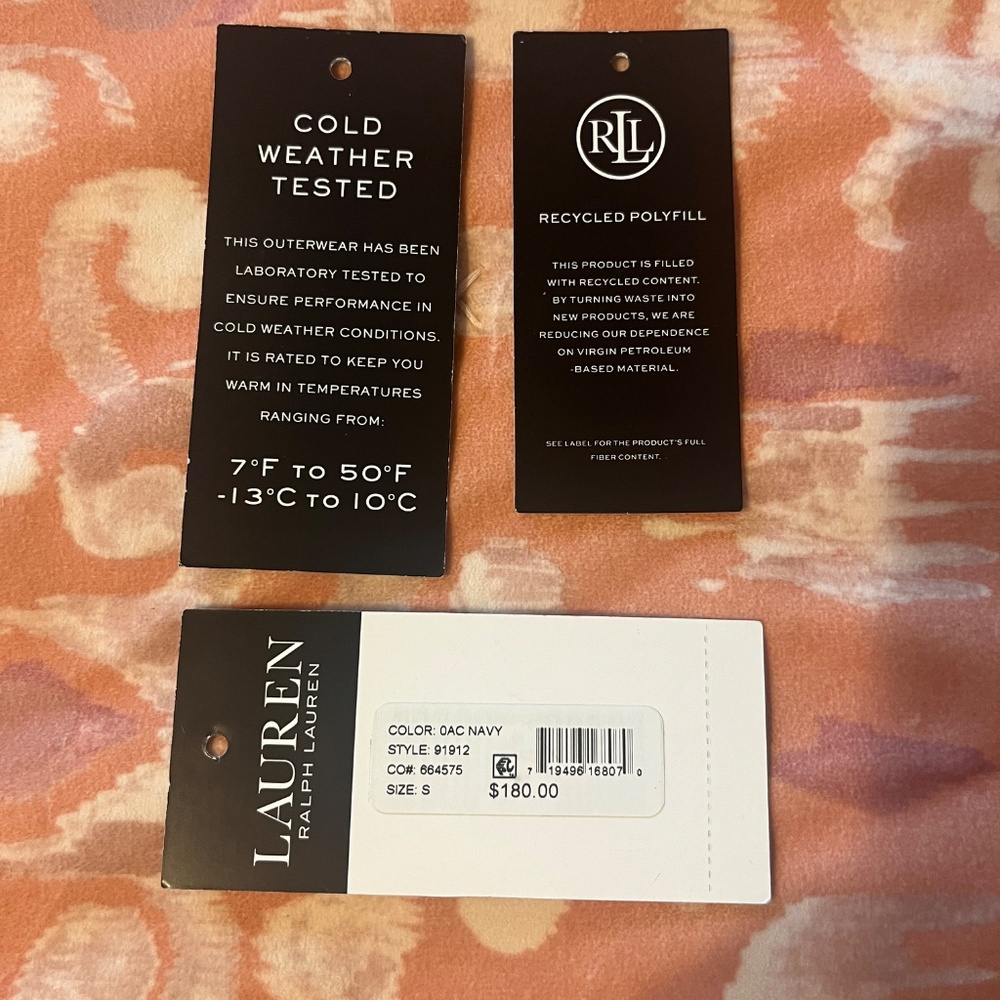 COLD
WEATHER
TESTED
THIS OUTERWEAR HAS BEEN
LABORATORY TESTED TO
ENSURE PERFORMANCE IN
COLD WEATHER CONDITIONS.
IT IS RATED TO KEEP YOU
WARM IN TEMPERATURES
RANGING FROM:
7°F TO 50°F
-13°C TO 10°C
RLL
RECYCLED POLYFILL
THIS PRODUCT IS FILLED
WITH RECYCLED CONTENT.
BY TURNING WASTE INTO
NEW PRODUCTS, WE ARE
REDUCING OUR DEPENDENCE
ON VIRGIN PETROLEUM
-BASED MATERIAL.
SEE LABEL FOR THE PRODUCT'S FULL
FIBER CONTENT.
LAUREN
RALPH LAUREN
COLOR: 0AC NAVY
STYLE: 91912
CO#: 664575
SIZE: S
7 19496 16807 0
$180.00